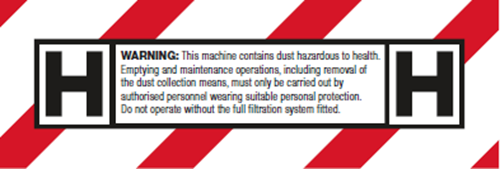 H
WARNING: This machine contains dust hazardous to health.
Emptying and maintenance operations, including removal of
the dust collection means, must only be carried out by
authorised personnel wearing suitable personal protection.
Do not operate without the full filtration system fitted.
H